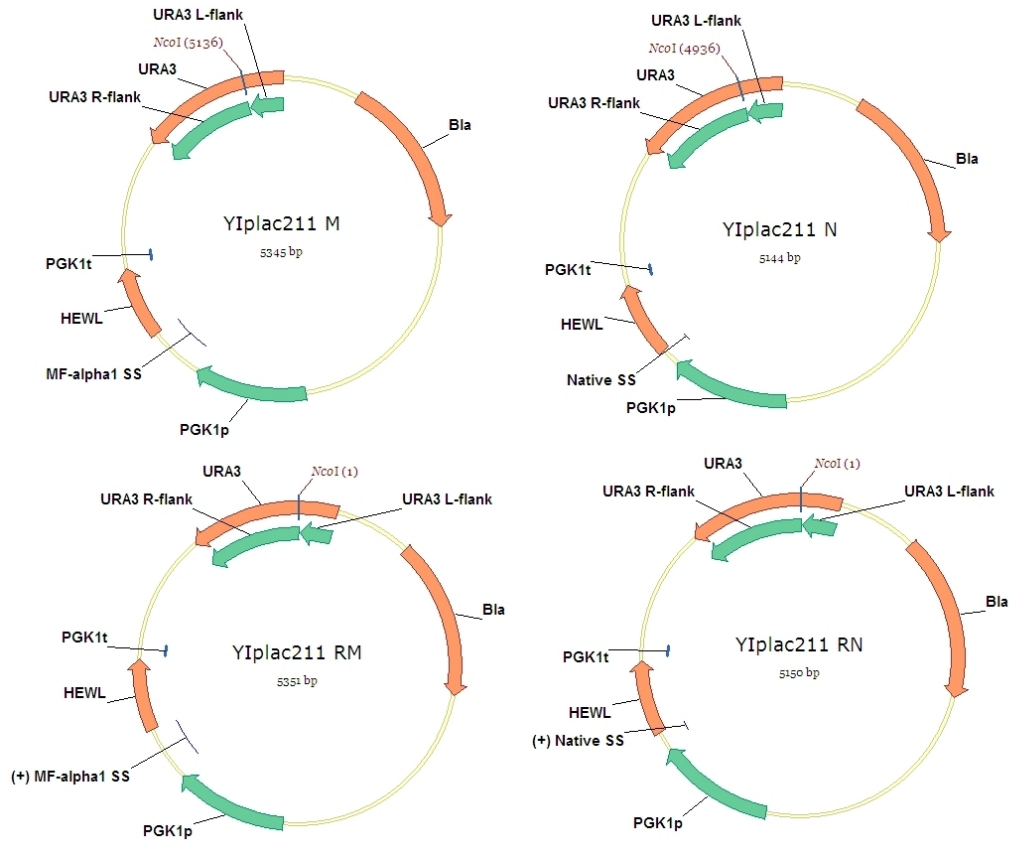 URA3 L-flank
NcoI (5136)
URA3
URA3 R-flank
Bla
YIplac211 M
5345 bp
PGK1t
HEWL
MF-alpha1 SS
PGK1p
URA3 L-flank
NcoI (4936)
URA3
URA3 R-flank
Bla
YIplac211 N
5144 bp
PGK1t
HEWL
Native SS
PGK1p
URA3
NcoI (1)
URA3 R-flank
URA3 L-flank
Bla
PGK1t
YIplac211 RM
5351 bp
HEWL
(+) MF-alpha1 SS
PGK1p
URA3
NcoI (1)
URA3 R-flank
URA3 L-flank
Bla
YIplac211 RN
5150 bp
PGK1t
HEWL
(+) Native SS
PGK1p